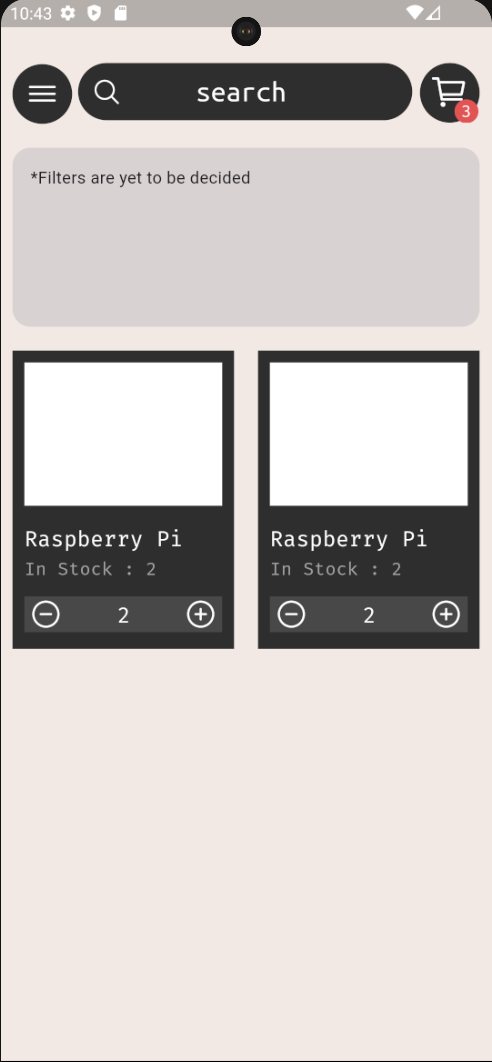 10:43
search
3
*Filters are yet to be decided
Raspberry Pi
In Stock : 2
2
Raspberry Pi
In Stock : 2
2